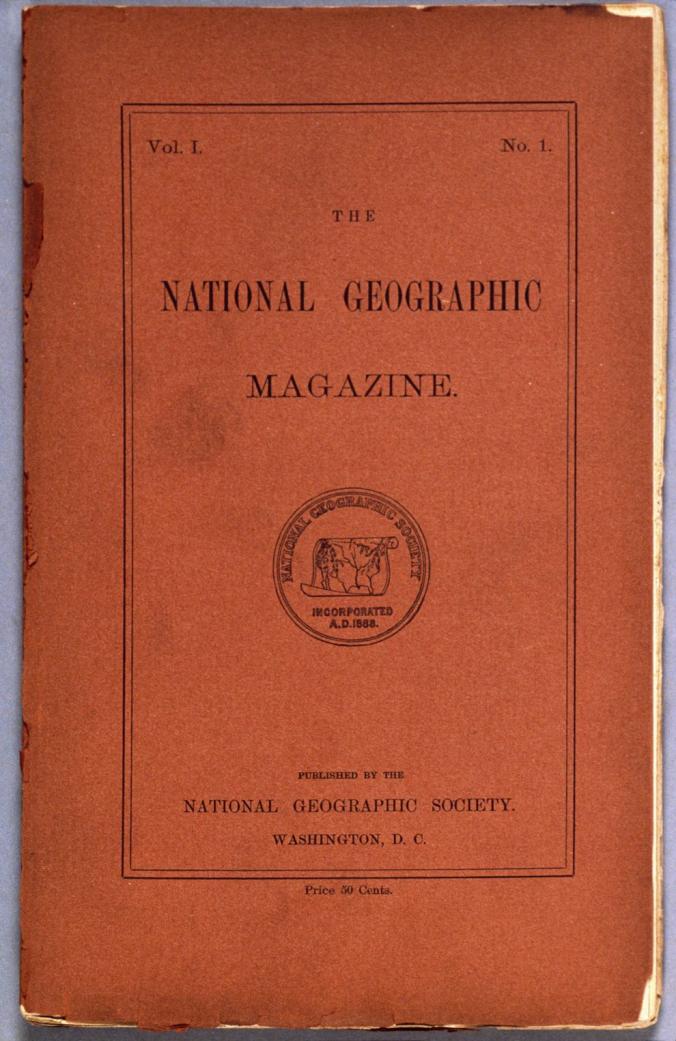 Vol. I. No. 1.
THE
NATIONAL GEOGRAPHIC
MAGAZINE.
NATIONAL GEOGRAPHIC SOCIETY
INCORPORATED
A.D. 1888.
PUBLISHED BY THE
NATIONAL GEOGRAPHIC SOCIETY.
WASHINGTON, D. C.
Price 50 Cents.